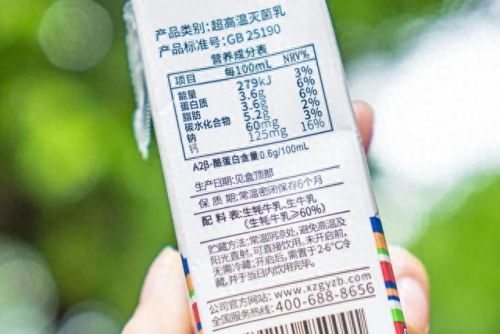 产品类别: 超高温灭菌乳
产品标准号: GB 25190
营养成分表
项目 每100mL NRV%
能量 279kJ 3%
蛋白质 3.6g 6%
脂肪 3.6g 6%
碳水化合物 5.2g 2%
钠 60mg 3%
钙 125mg 16%
A2β-酪蛋白含量0.6g/100mL
生产日期:见盒顶部
保 质 期:常温密闭保存6个月
配 料 表:生牦牛乳、生牛乳
(生牦牛乳≥60%)
贮藏方法:常温阴凉处,避免高温及
阳光直射,可直接饮用。未开启前,
无需冷藏;开启后,需置于2-6℃冷
藏,并于当日内饮用完毕。
公司官方网站: www.xzgyzb.com
全国服务热线: 400-688-8656